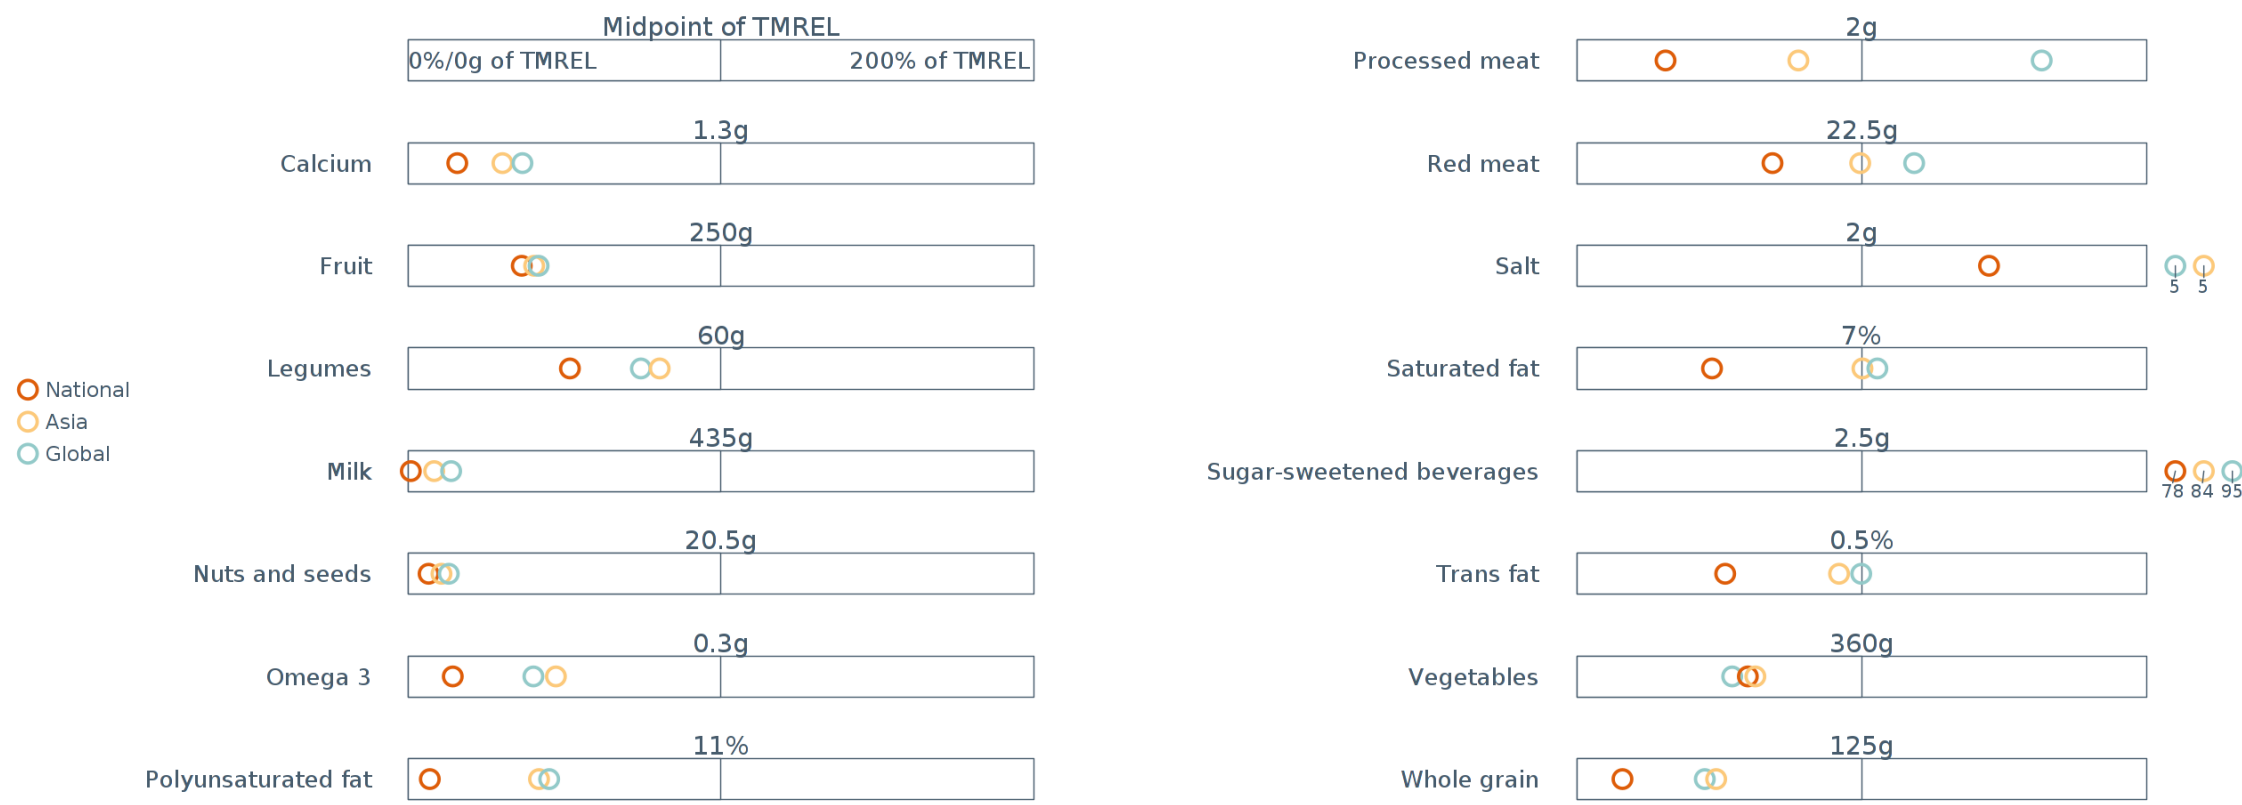 Midpoint of TMREL
0%/0g of TMREL
200% of TMREL
1.3g
Calcium
250g
Fruit
60g
Legumes
National
Asia
Global
435g
Milk
20.5g
Nuts and seeds
0.3g
Omega 3
11%
Polyunsaturated fat
2g
Processed meat
22.5g
Red meat
2g
Salt
5 5
7%
Saturated fat
2.5g
Sugar-sweetened beverages
78 84 95
0.5%
Trans fat
360g
Vegetables
125g
Whole grain